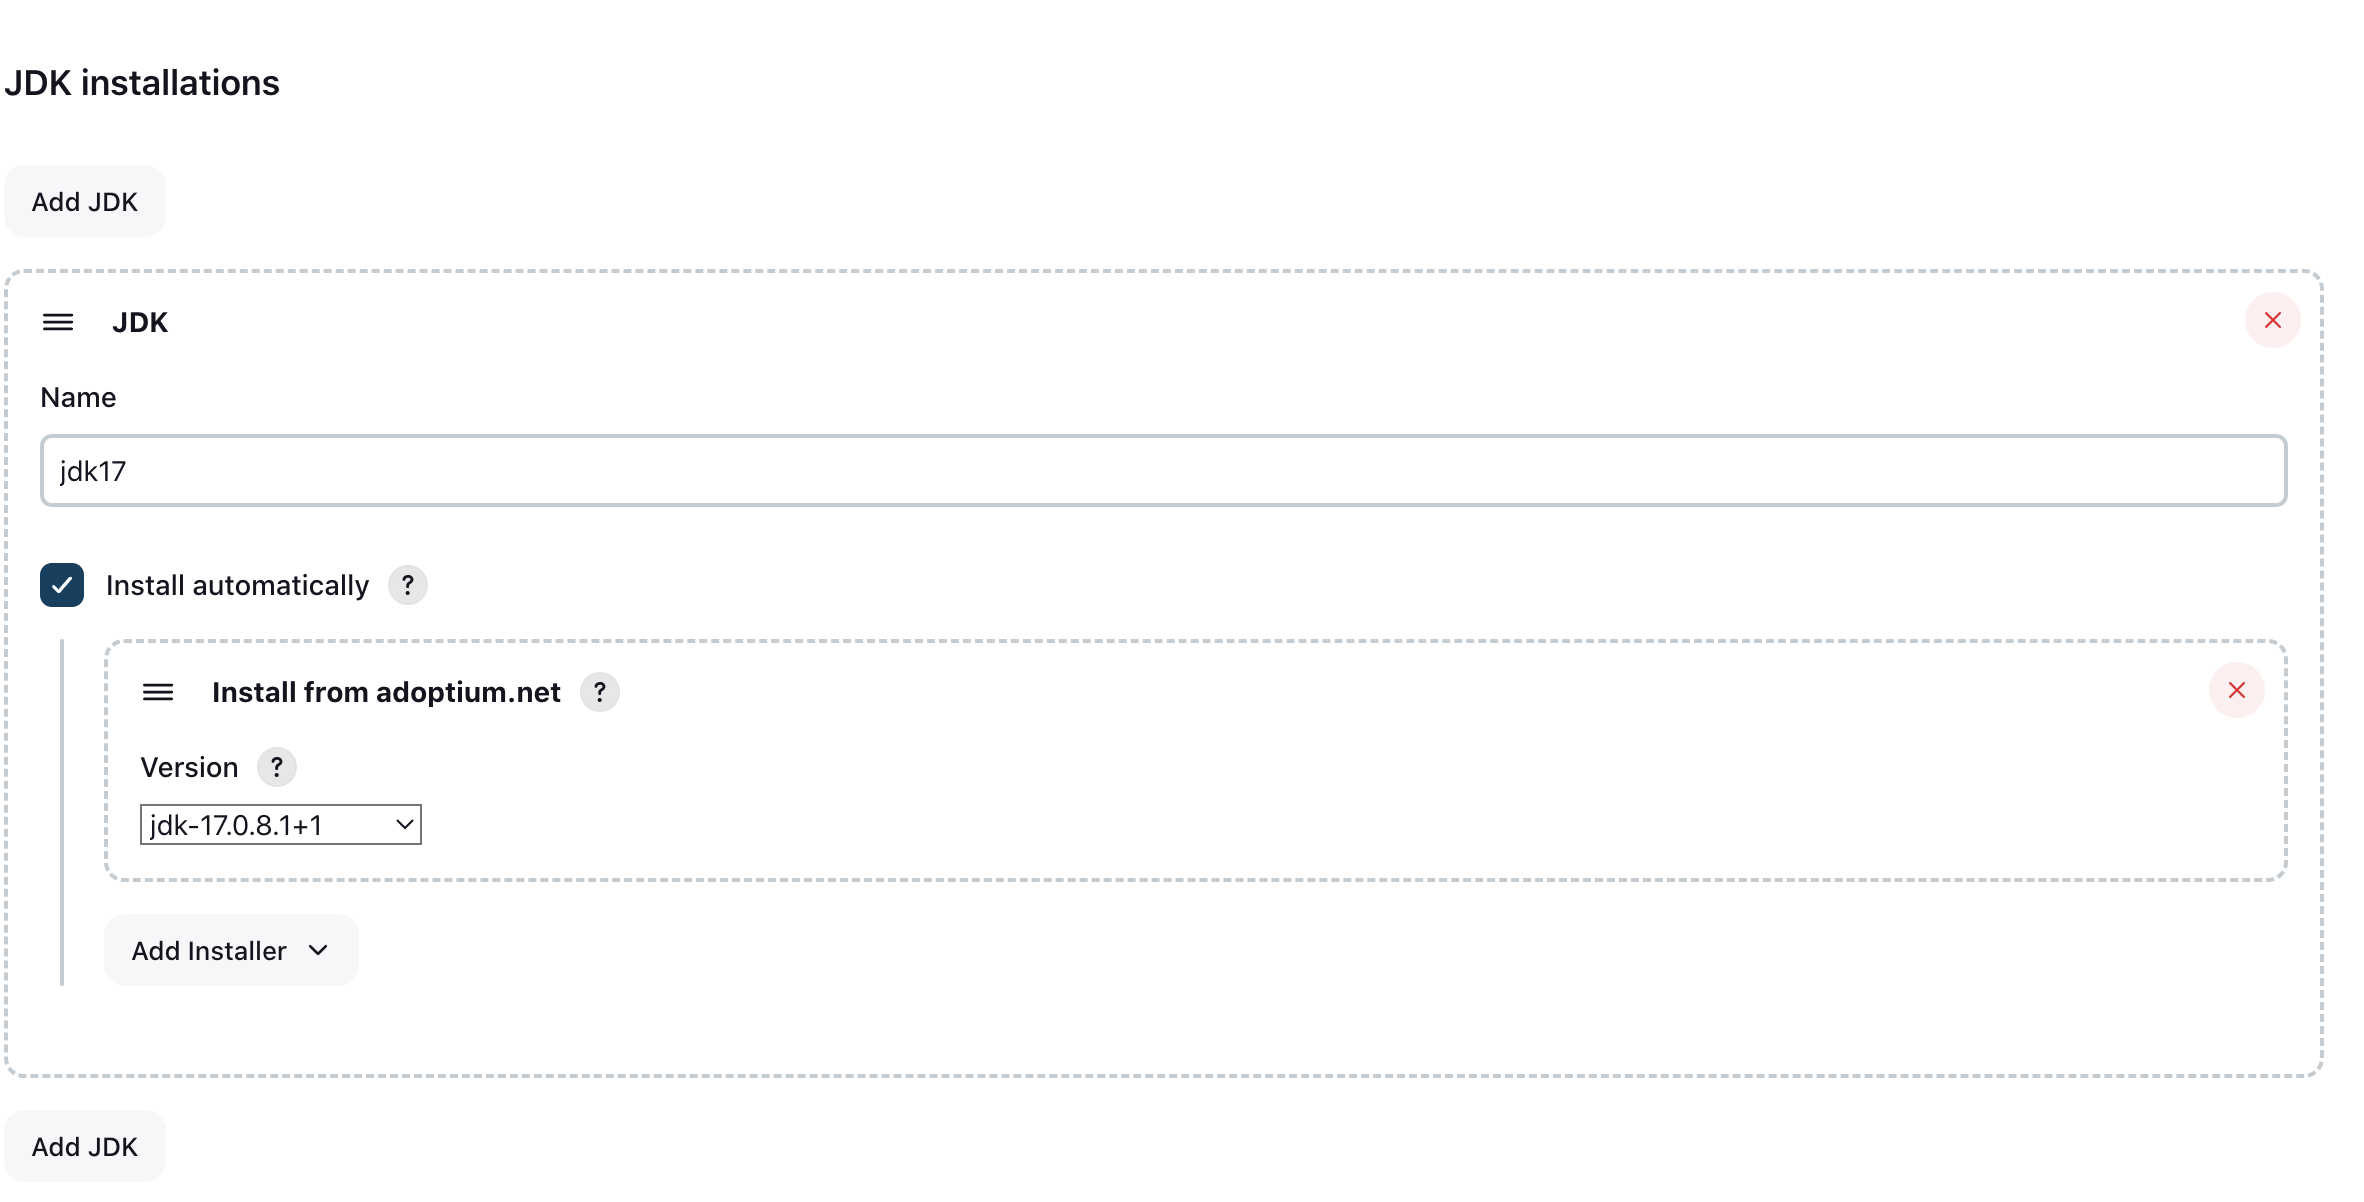 JDK installations
Add JDK
JDK
Name
jdk17
Install automatically ?
Install from adoptium.net ?
Version ?
jdk-17.0.8.1+1
Add Installer
Add JDK